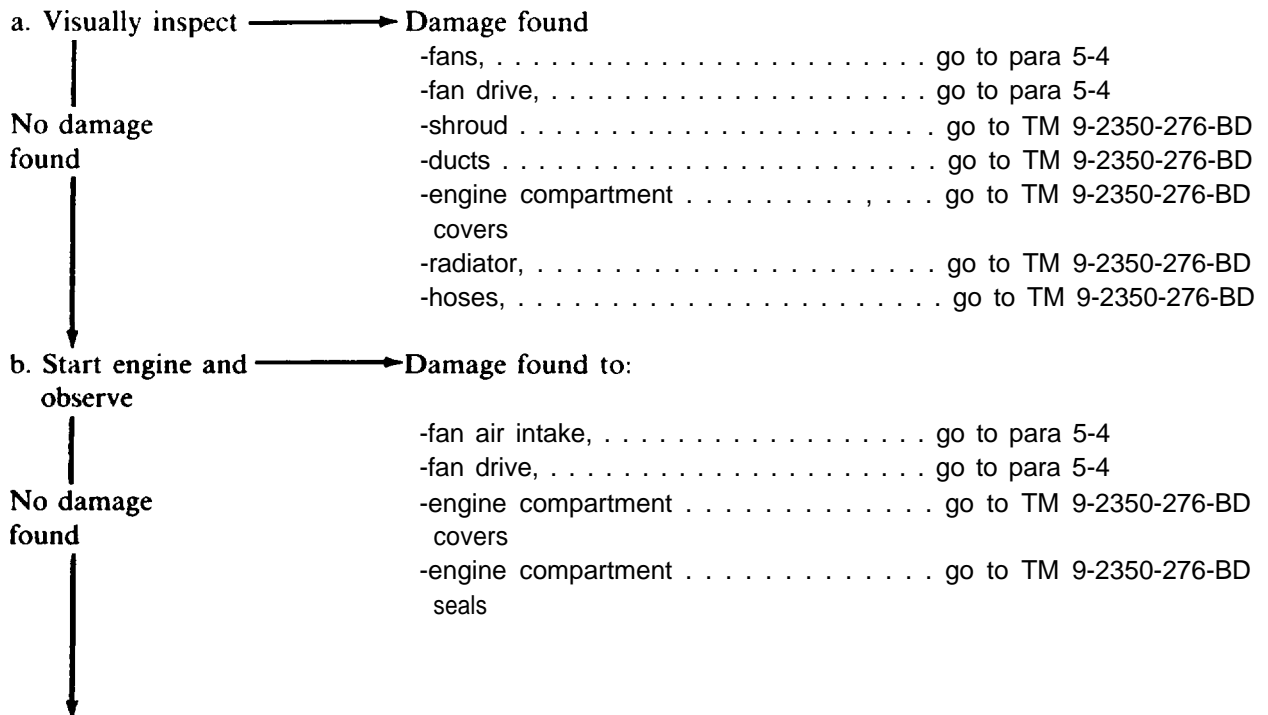 a. Visually inspect Damage found
-fans, . . . . . . . . . . . . . . . . . . . . . . . . go to para 5-4
-fan drive, . . . . . . . . . . . . . . . . . . . . . go to para 5-4
No damage -shroud . . . . . . . . . . . . . . . . . . . . . . . go to TM 9-2350-276-BD
found -ducts . . . . . . . . . . . . . . . . . . . . . . . . go to TM 9-2350-276-BD
-engine compartment . . . . . . . . . , . . . go to TM 9-2350-276-BD
covers
-radiator, . . . . . . . . . . . . . . . . . . . . . . go to TM 9-2350-276-BD
-hoses, . . . . . . . . . . . . . . . . . . . . . . . . go to TM 9-2350-276-BD
b. Start engine and Damage found to:
observe
-fan air intake, . . . . . . . . . . . . . . . . . . go to para 5-4
-fan drive, . . . . . . . . . . . . . . . . . . . . . go to para 5-4
No damage -engine compartment . . . . . . . . . . . . . go to TM 9-2350-276-BD
found covers
-engine compartment . . . . . . . . . . . . . go to TM 9-2350-276-BD
seals